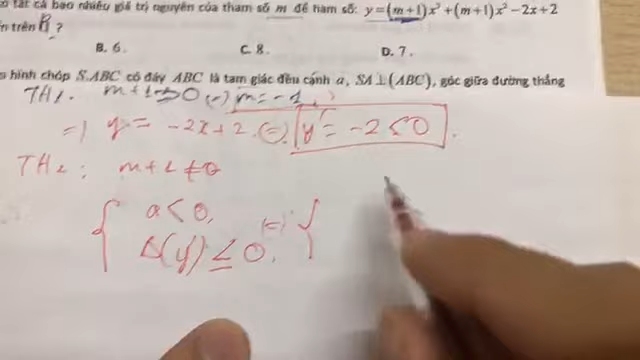 tất cả bao nhiêu giá trị nguyên của tham số m để hàm số: y=(m+1)x³+(m+1)x²-2x+2
trên ?
B. 6. C. 8. D. 7.
hình chóp S.ABC có đáy ABC là tam giác đều cạnh a, SA⊥(ABC), góc giữa đường thẳng
TH1. m+1=0 (=) m=-1
=) y = -2x+2 (=) y' = -2 < 0.
TH2: m+1≠0
{ a<0, (=) {
Δ(y') ≤ 0.